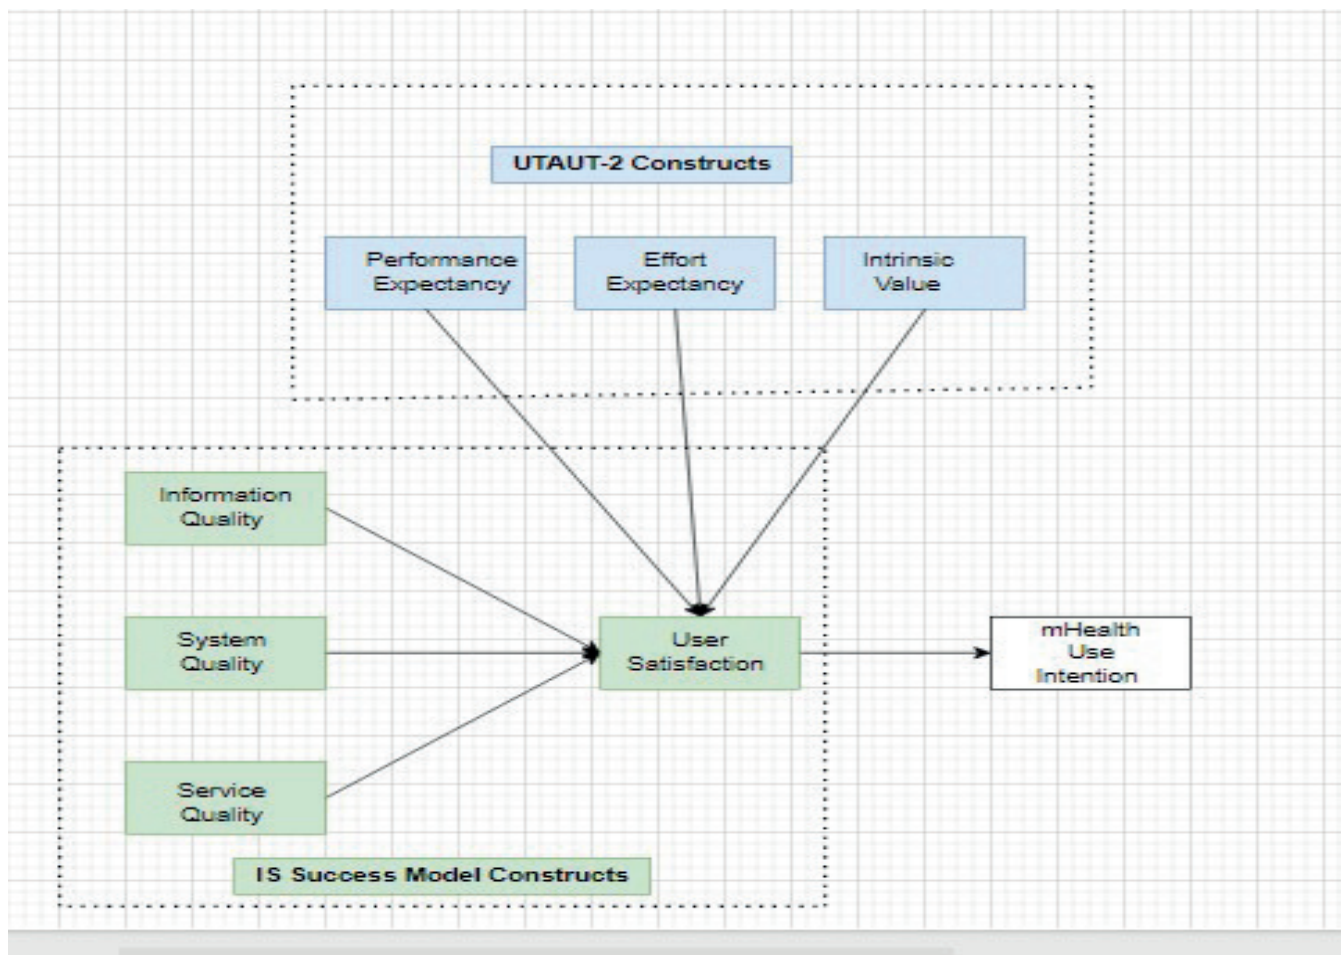 UTAUT-2 Constructs
Performance
Expectancy
Effort
Expectancy
Intrinsic
Value
Information
Quality
System
Quality
Service
Quality
User
Satisfaction
mHealth
Use
Intention
IS Success Model Constructs